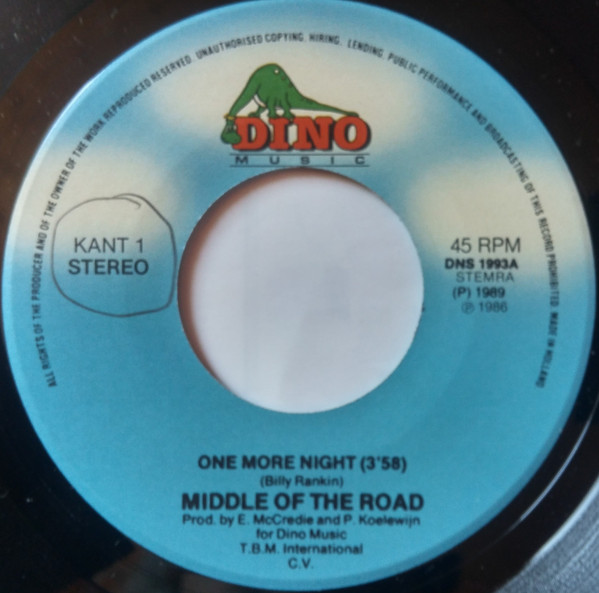 ALL RIGHTS OF THE PRODUCER AND OF THE OWNER OF THE WORK REPRODUCED RESERVED. UNAUTHORISED COPYING, HIRING, LENDING, PUBLIC PERFORMANCE AND BROADCASTING OF THIS RECORD PROHIBITED. MADE IN HOLLAND
DINO
MUSIC
KANT 1
STEREO
45 RPM
DNS 1993A
STEMRA
(P) 1989
℗ 1986
ONE MORE NIGHT (3'58)
(Billy Rankin)
MIDDLE OF THE ROAD
Prod. by E. McCredie and P. Koelewijn
for Dino Music
T.B.M. International
C.V.